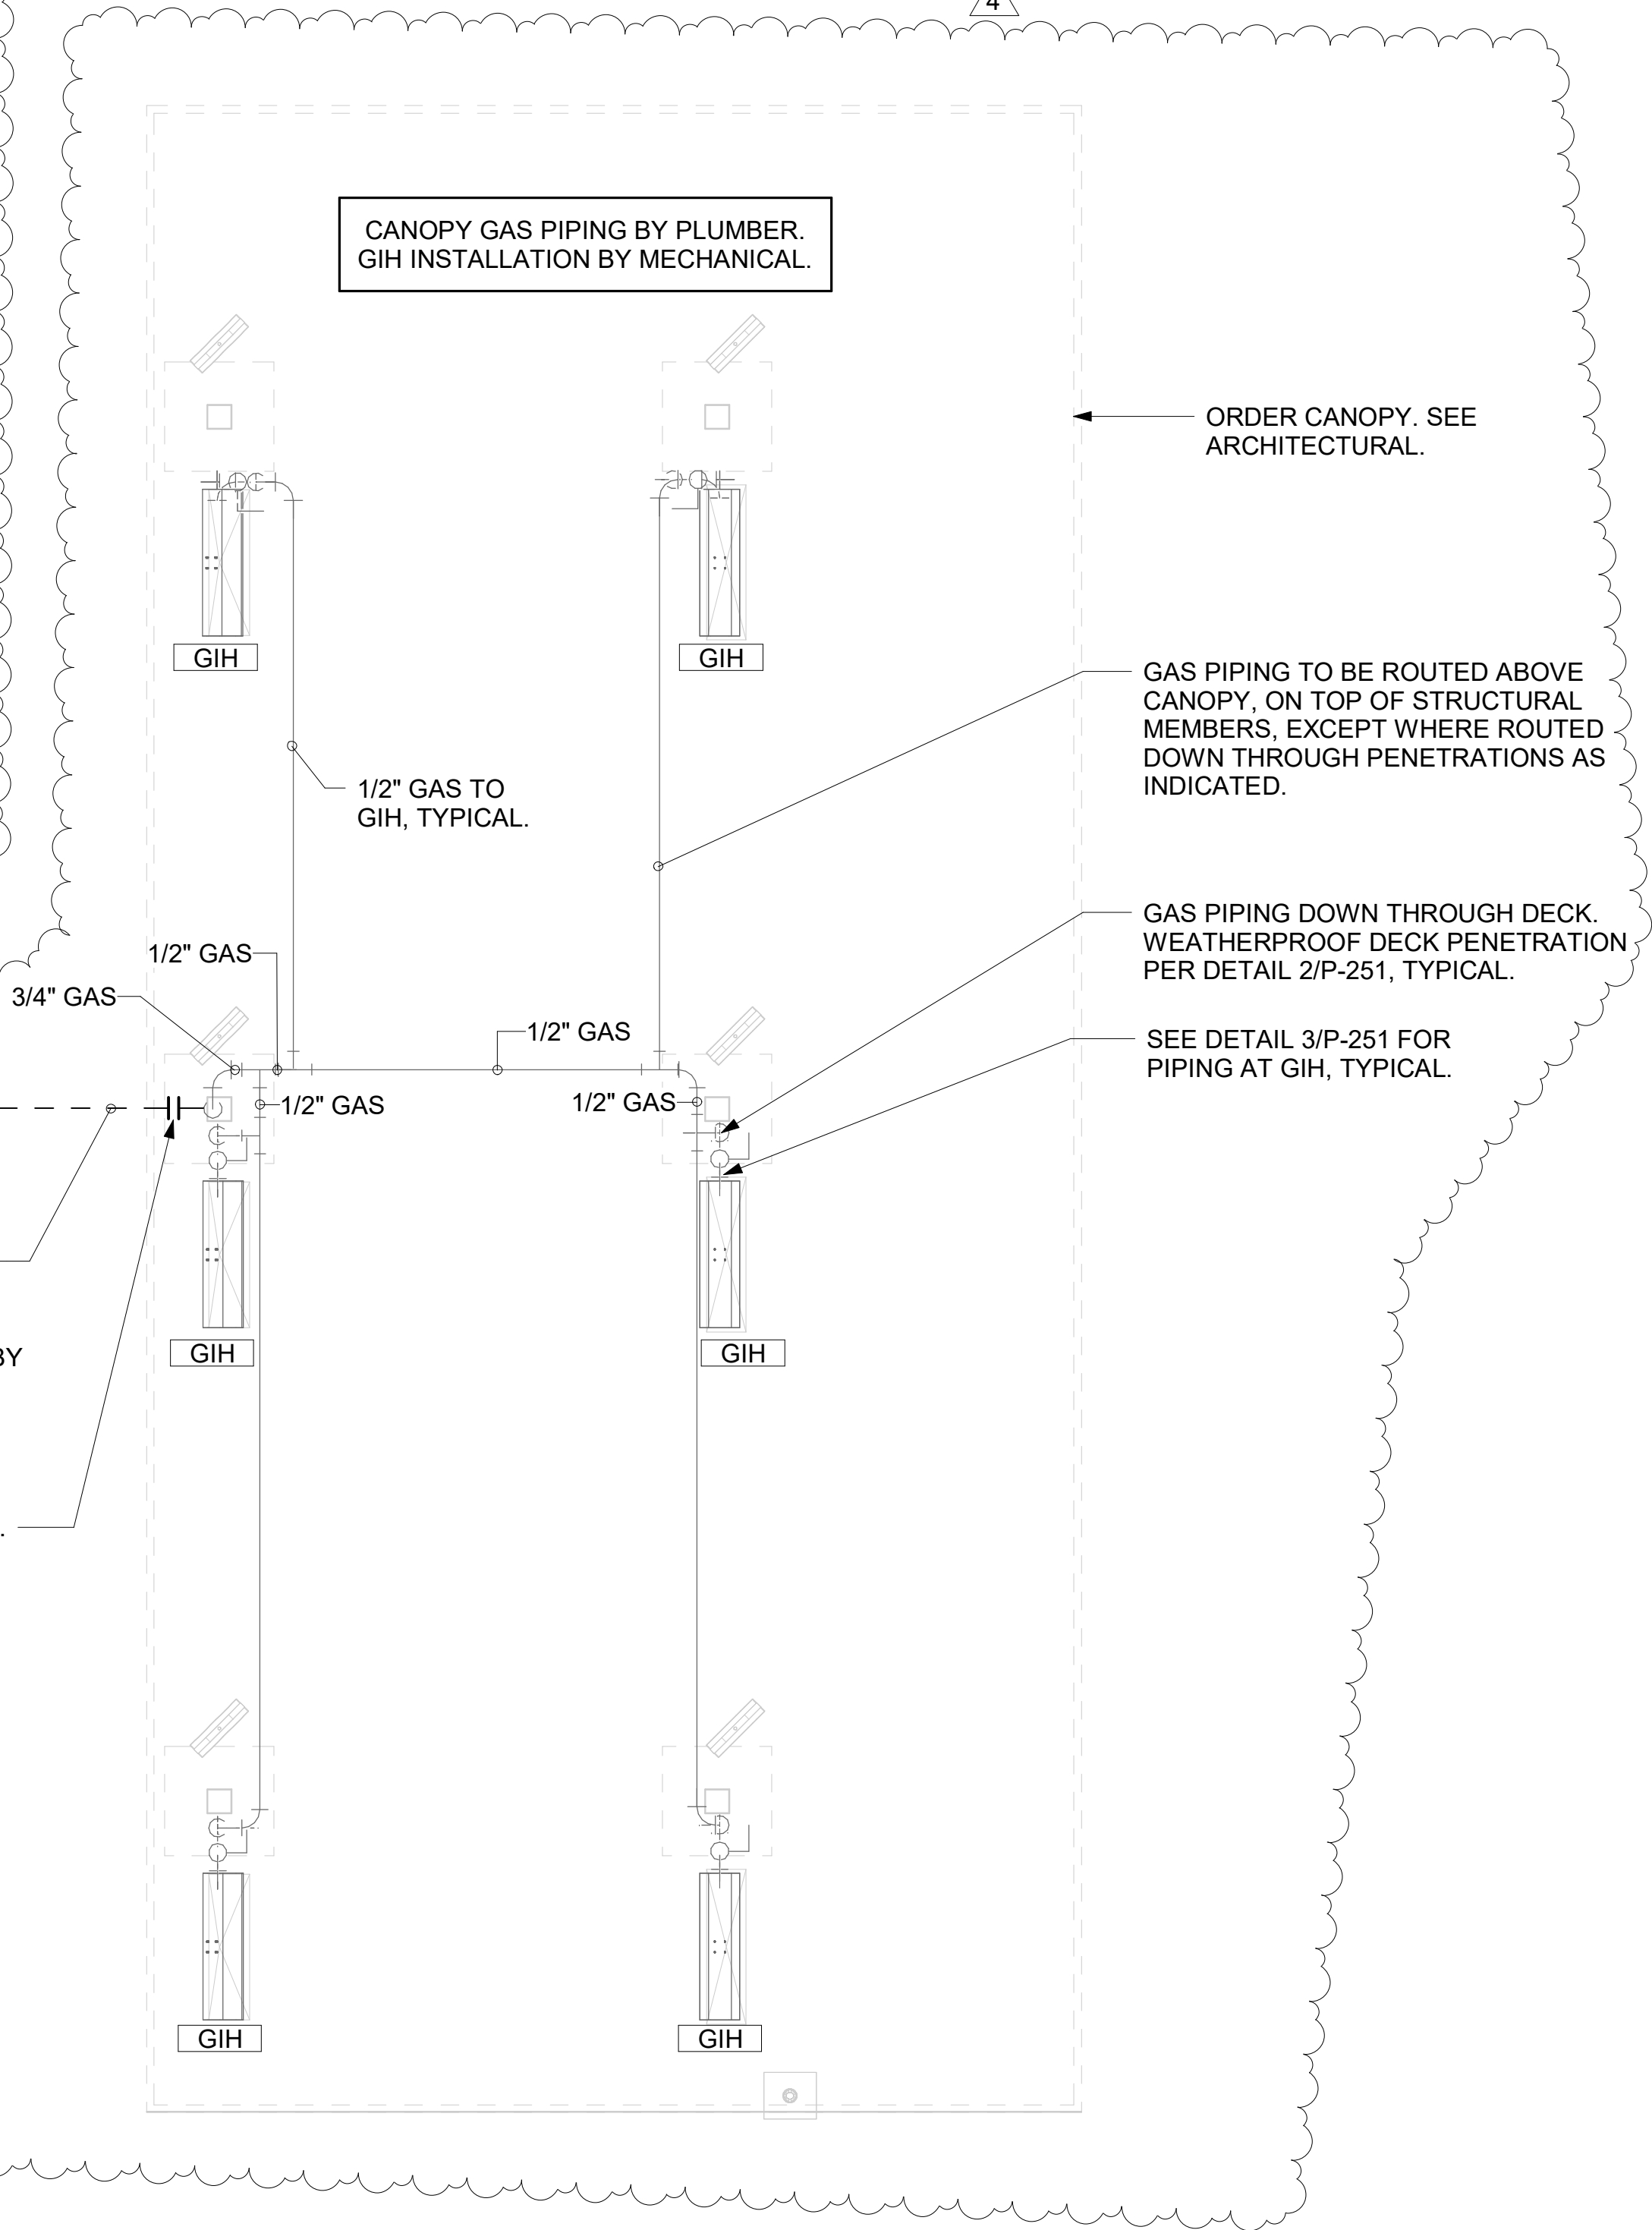 4
CANOPY GAS PIPING BY PLUMBER.
GIH INSTALLATION BY MECHANICAL.
ORDER CANOPY. SEE
ARCHITECTURAL.
GIH
GIH
GAS PIPING TO BE ROUTED ABOVE
CANOPY, ON TOP OF STRUCTURAL
MEMBERS, EXCEPT WHERE ROUTED
DOWN THROUGH PENETRATIONS AS
INDICATED.
1/2" GAS TO
GIH, TYPICAL.
GAS PIPING DOWN THROUGH DECK.
WEATHERPROOF DECK PENETRATION
PER DETAIL 2/P-251, TYPICAL.
1/2" GAS
3/4" GAS
1/2" GAS
SEE DETAIL 3/P-251 FOR
PIPING AT GIH, TYPICAL.
1/2" GAS
1/2" GAS
BY
GIH
GIH
.
GIH
GIH